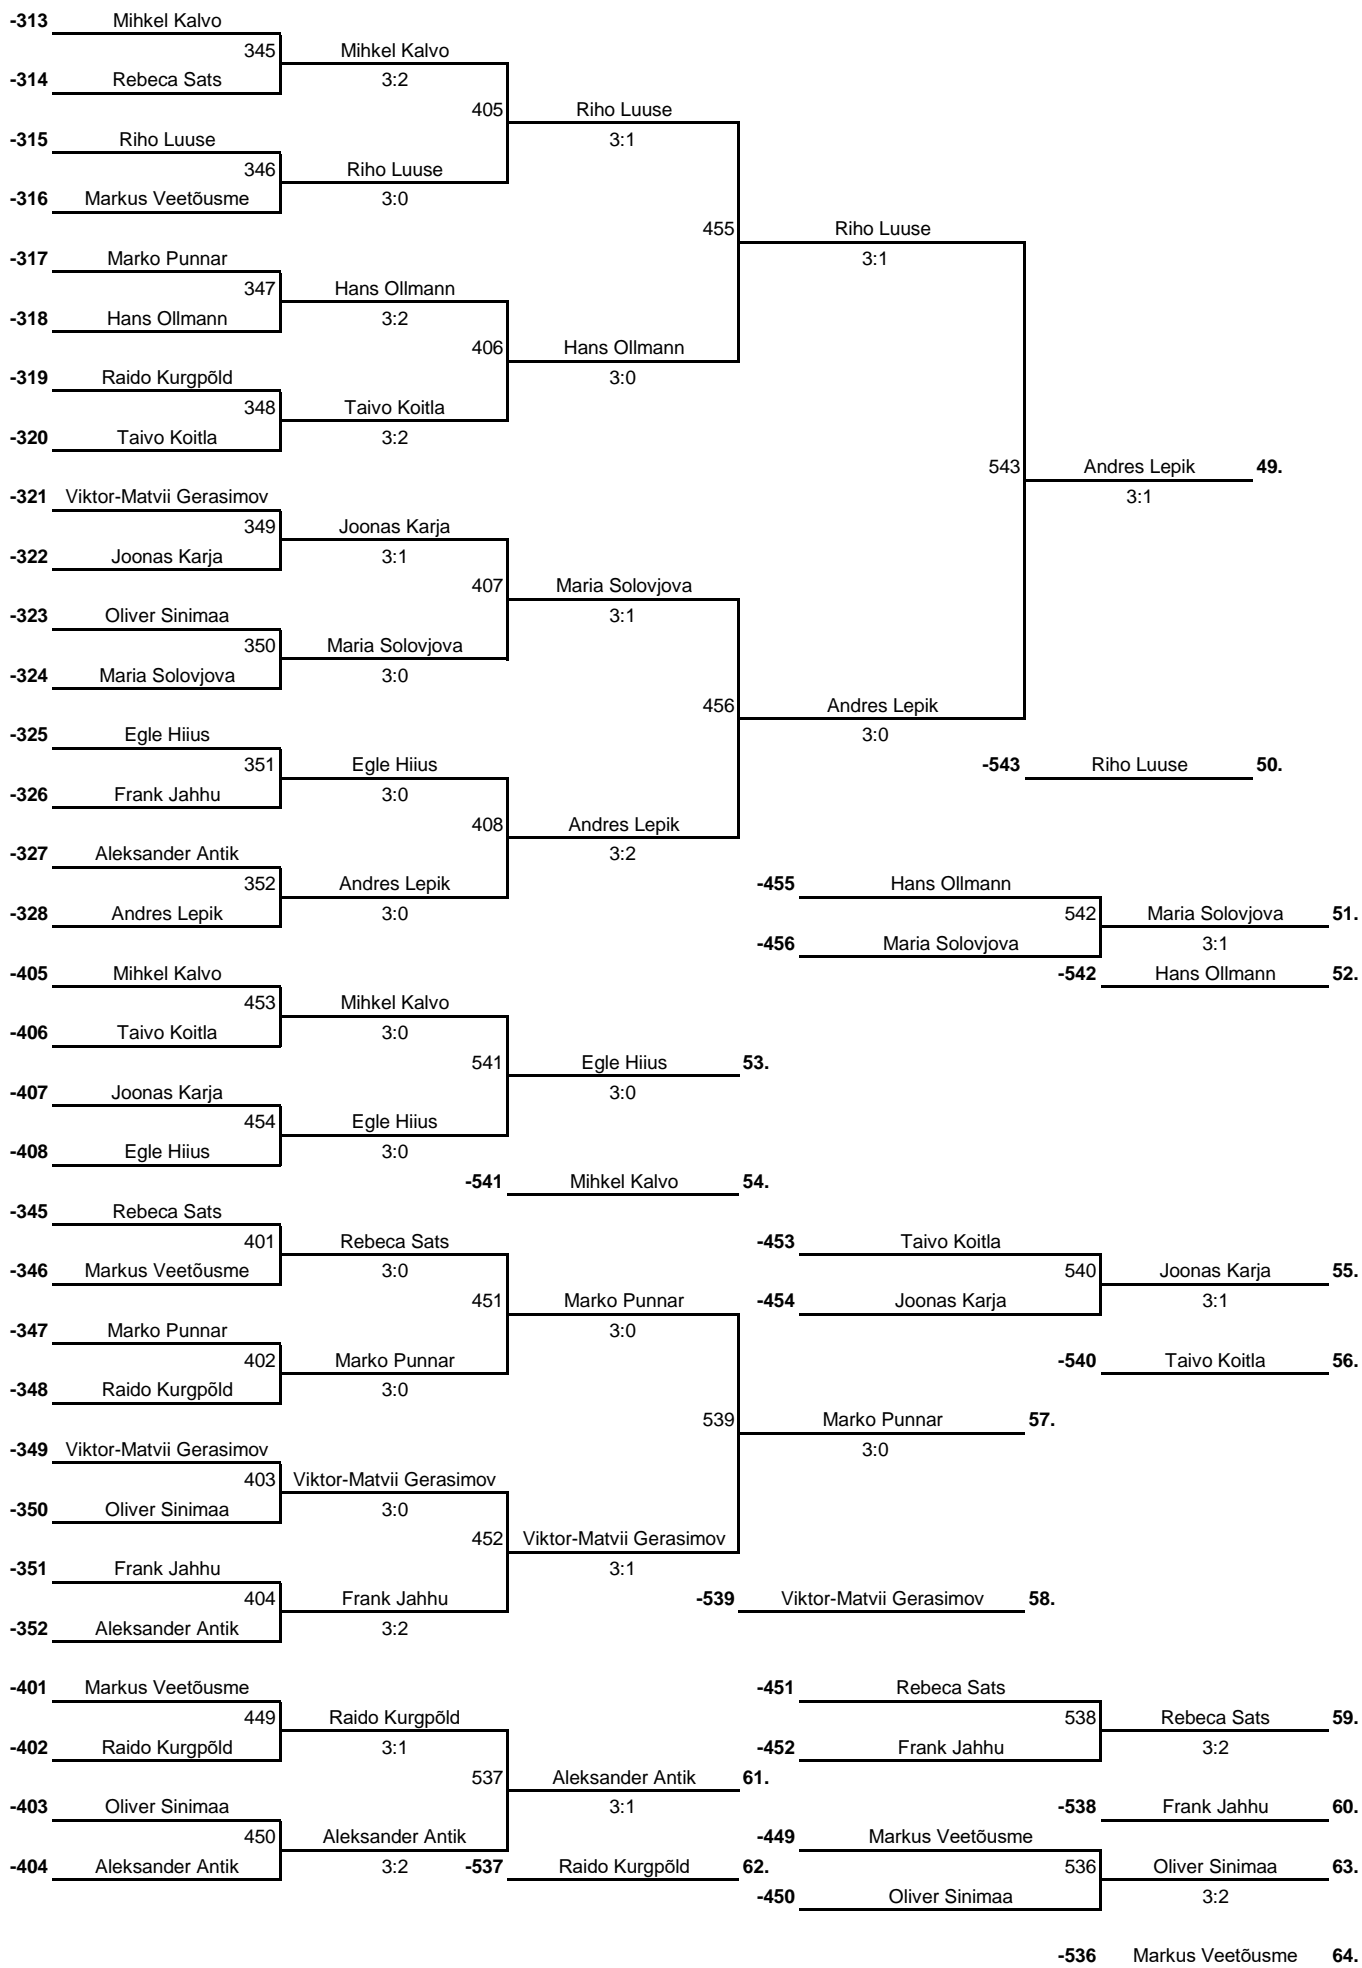 -313 Mihkel Kalvo
345 Mihkel Kalvo
-314 Rebeca Sats 3:2
405 Riho Luuse
-315 Riho Luuse 3:1
346 Riho Luuse
-316 Markus Veetõusme 3:0
455 Riho Luuse
-317 Marko Punnar 3:1
347 Hans Ollmann
-318 Hans Ollmann 3:2
406 Hans Ollmann
-319 Raido Kurgpõld 3:0
348 Taivo Koitla
-320 Taivo Koitla 3:2
543 Andres Lepik 49.
-321 Viktor-Matvii Gerasimov 3:1
349 Joonas Karja
-322 Joonas Karja 3:1
407 Maria Solovjova
-323 Oliver Sinimaa 3:1
350 Maria Solovjova
-324 Maria Solovjova 3:0
456 Andres Lepik
-325 Egle Hiius 3:0
351 Egle Hiius -543 Riho Luuse 50.
-326 Frank Jahhu 3:0
408 Andres Lepik
-327 Aleksander Antik 3:2
352 Andres Lepik -455 Hans Ollmann
-328 Andres Lepik 3:0 542 Maria Solovjova 51.
-456 Maria Solovjova 3:1
-405 Mihkel Kalvo -542 Hans Ollmann 52.
453 Mihkel Kalvo
-406 Taivo Koitla 3:0
541 Egle Hiius 53.
-407 Joonas Karja 3:0
454 Egle Hiius
-408 Egle Hiius 3:0
-541 Mihkel Kalvo 54.
-345 Rebeca Sats
401 Rebeca Sats -453 Taivo Koitla
-346 Markus Veetõusme 3:0 540 Joonas Karja 55.
451 Marko Punnar -454 Joonas Karja 3:1
-347 Marko Punnar 3:0
402 Marko Punnar -540 Taivo Koitla 56.
-348 Raido Kurgpõld 3:0
539 Marko Punnar 57.
-349 Viktor-Matvii Gerasimov 3:0
403 Viktor-Matvii Gerasimov
-350 Oliver Sinimaa 3:0
452 Viktor-Matvii Gerasimov
-351 Frank Jahhu 3:1
404 Frank Jahhu -539 Viktor-Matvii Gerasimov 58.
-352 Aleksander Antik 3:2
-401 Markus Veetõusme -451 Rebeca Sats
449 Raido Kurgpõld 538 Rebeca Sats 59.
-402 Raido Kurgpõld 3:1 -452 Frank Jahhu 3:2
537 Aleksander Antik 61.
-403 Oliver Sinimaa 3:1 -538 Frank Jahhu 60.
450 Aleksander Antik -449 Markus Veetõusme
-404 Aleksander Antik 3:2 -537 Raido Kurgpõld 62. 536 Oliver Sinimaa 63.
-450 Oliver Sinimaa 3:2
-536 Markus Veetõusme 64.